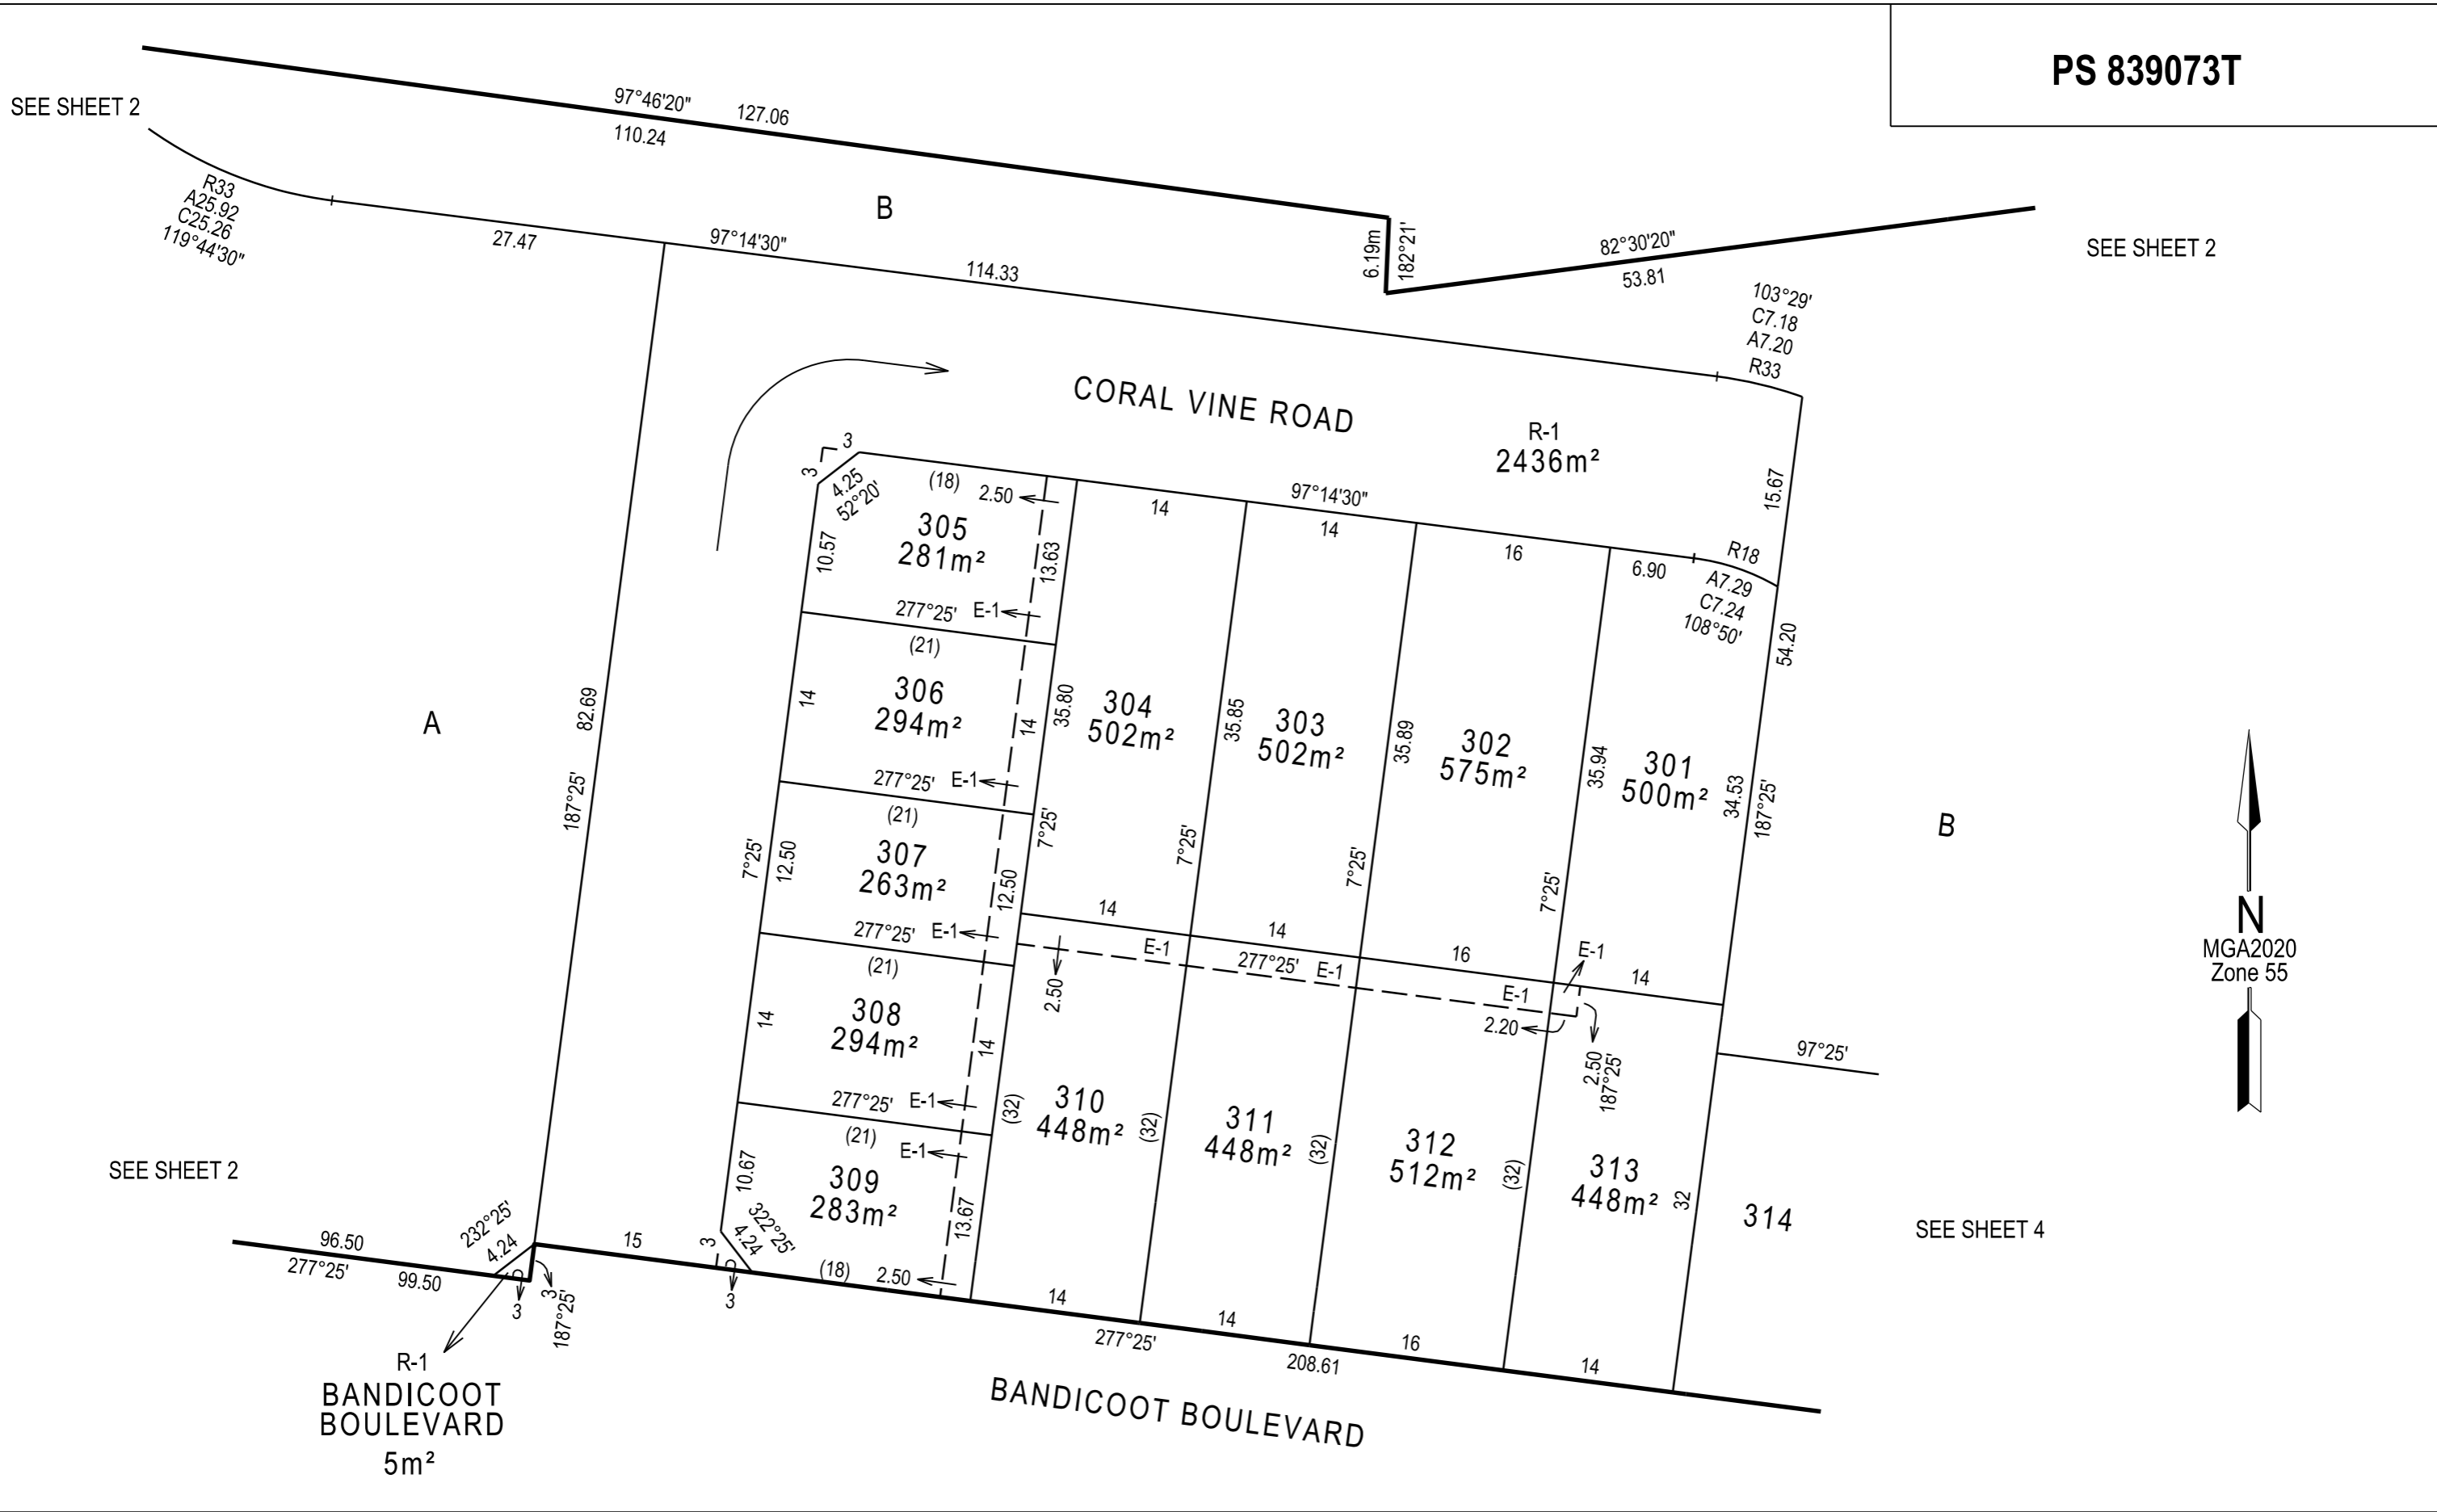 PS 839073T
SEE SHEET 2
97°46'20"
127.06
110.24
R33
A25.92
C25.26
119°44'30"
B
27.47
97°14'30"
114.33
6.19m
182°21'
82°30'20"
53.81
SEE SHEET 2
103°29'
C7.18
A7.20
R33
CORAL VINE ROAD
R-1
2436m²
15.67
3
3
4.25
52°20'
(18)
2.50
305
281m²
10.57
13.63
277°25'
E-1
14
97°14'30"
14
16
6.90
R18
A7.29
C7.24
108°50'
54.20
(21)
306
294m²
14
14
35.80
277°25'
E-1
304
502m²
35.85
303
502m²
35.89
302
575m²
35.94
301
500m²
34.53
187°25'
A
82.69
187°25'
B
(21)
307
263m²
7°25'
12.50
12.50
7°25'
7°25'
7°25'
7°25'
277°25'
E-1
14
14
16
14
E-1
277°25'
E-1
E-1
E-1
2.50
2.20
2.50
187°25'
97°25'
N
MGA2020
Zone 55
(21)
308
294m²
14
14
277°25'
E-1
(32)
310
448m²
(32)
311
448m²
(32)
312
512m²
(32)
313
448m²
32
314
SEE SHEET 4
(21)
E-1
309
283m²
10.67
13.67
322°25'
4.24
3
3
(18)
2.50
SEE SHEET 2
232°25'
4.24
96.50
277°25'
99.50
15
3
3
187°25'
14
14
277°25'
16
208.61
14
R-1
BANDICOOT
BOULEVARD
5m²
BANDICOOT BOULEVARD